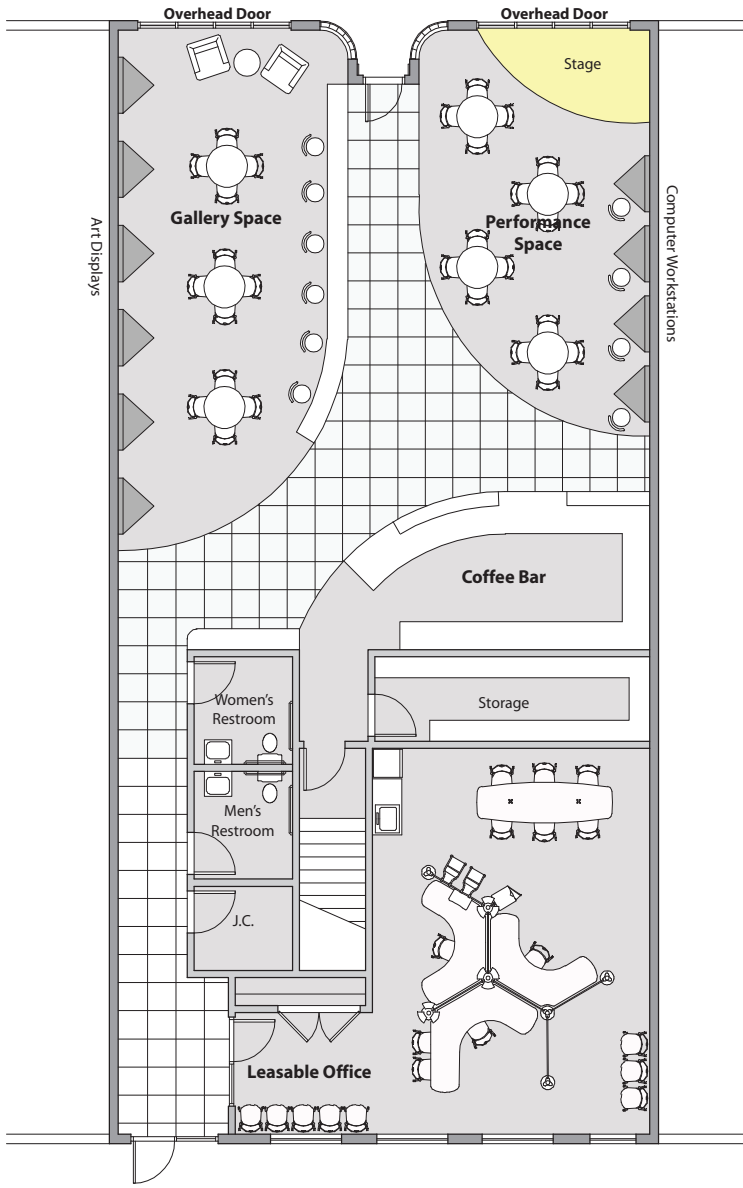 Overhead Door
Overhead Door
Stage
Gallery Space
Performance
Space
Art Displays
Computer Workstations
Coffee Bar
Storage
Women's
Restroom
Men's
Restroom
J.C.
Leasable Office